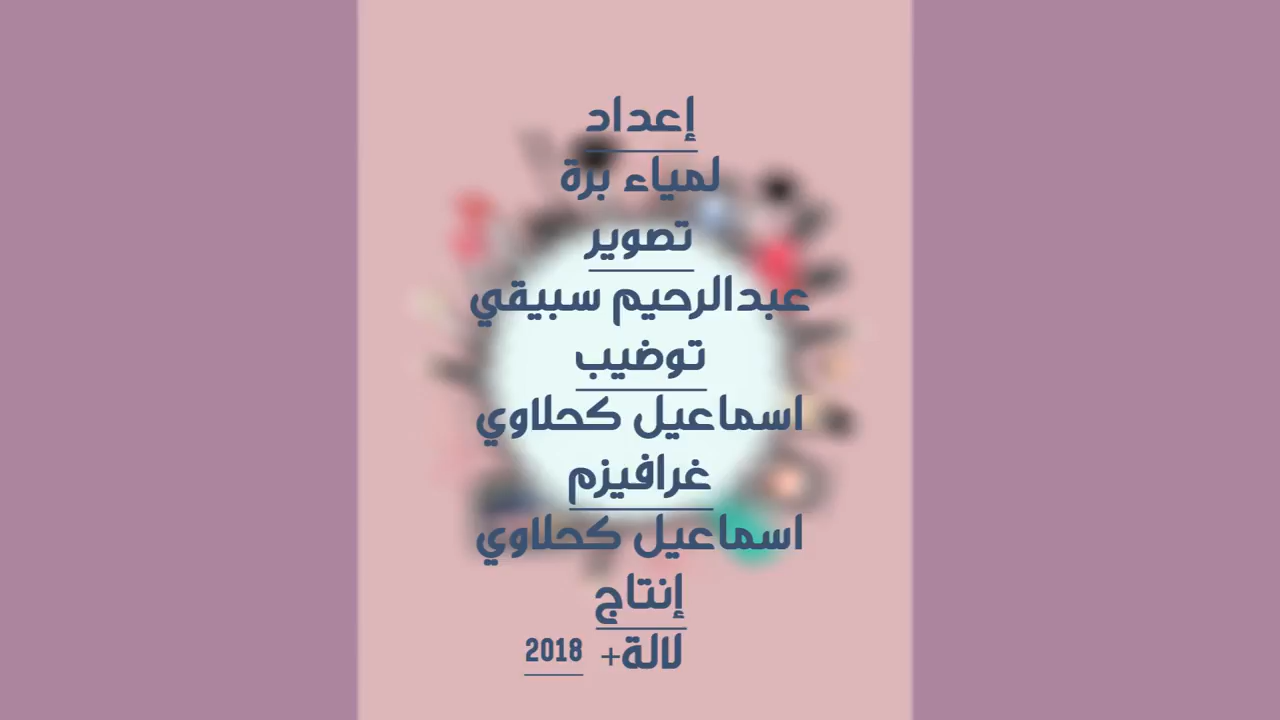 إعداد
لمياء برة
تصوير
عبدالرحيم سبيقي
توضيب
اسماعيل كحلاوي
غرافيزم
اسماعيل كحلاوي
إنتاج
لالة+ 2018